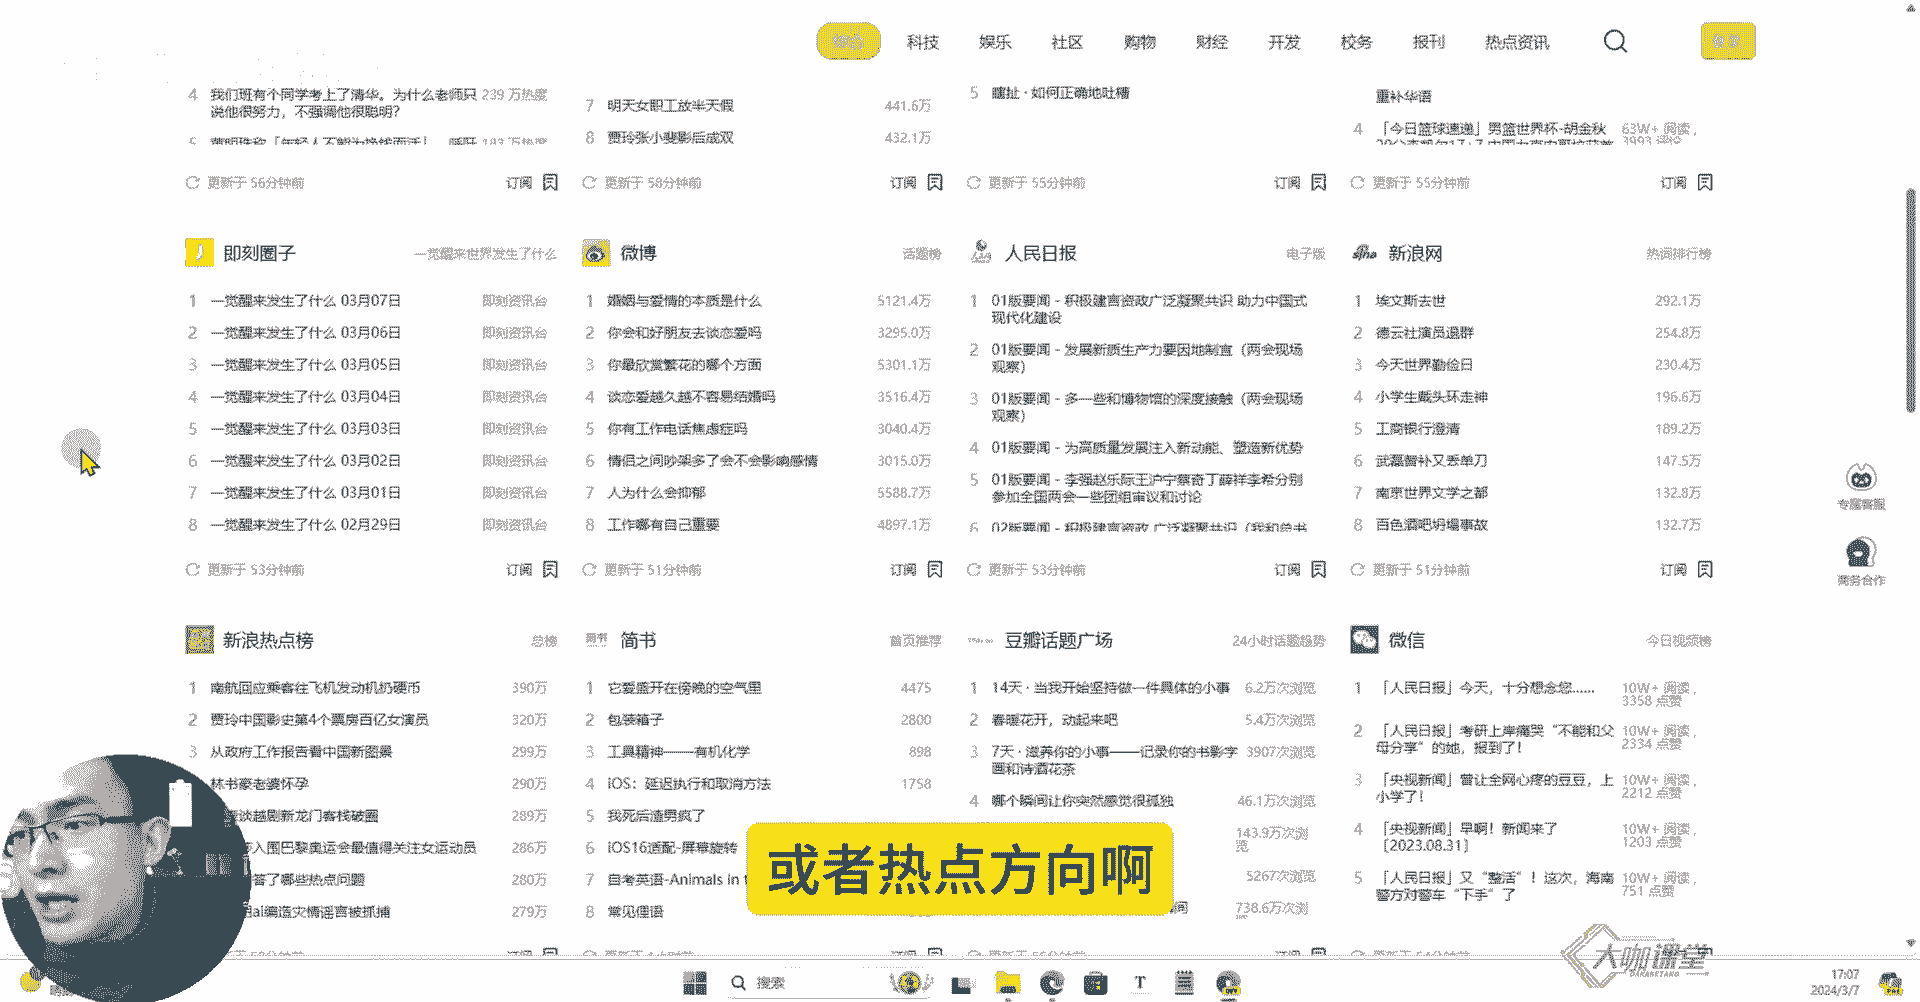 科技 娱乐 社区 购物 财经 开发 校务 报刊 热点资讯
4 我们班有个同学考上了清华。为什么老师只说他很努力，不强调他很聪明？ 239 万热度
更新于 56分钟前 订阅
7 明天女职工放半天假 441.6万
8 贾玲张小斐影后成双 432.1万
更新于 58分钟前 订阅
5 瞎扯 · 如何正确地吐槽
更新于 55分钟前 订阅
重补华语
4 「今日篮球速递」男篮世界杯-胡金秋 63W+ 阅读，
更新于 55分钟前 订阅
即刻圈子 一觉醒来世界发生了什么
1 一觉醒来发生了什么 03月07日 即刻资讯台
2 一觉醒来发生了什么 03月06日 即刻资讯台
3 一觉醒来发生了什么 03月05日 即刻资讯台
4 一觉醒来发生了什么 03月04日 即刻资讯台
5 一觉醒来发生了什么 03月03日 即刻资讯台
6 一觉醒来发生了什么 03月02日 即刻资讯台
7 一觉醒来发生了什么 03月01日 即刻资讯台
8 一觉醒来发生了什么 02月29日 即刻资讯台
更新于 53分钟前 订阅
微博 话题榜
1 婚姻与爱情的本质是什么 5121.4万
2 你会和好朋友去谈恋爱吗 3295.0万
3 你最欣赏繁花的哪个方面 5301.1万
4 谈恋爱越久越不容易结婚吗 3516.4万
5 你有工作电话焦虑症吗 3040.4万
6 情侣之间吵架多了会不会影响感情 3015.0万
7 人为什么会抑郁 5588.7万
8 工作哪有自己重要 4897.1万
更新于 51分钟前 订阅
人民日报 电子版
1 01版要闻 - 积极建言资政广泛凝聚共识 助力中国式
现代化建设
2 01版要闻 - 发展新质生产力要因地制宜（两会现场
观察）
3 01版要闻 - 多一些和博物馆的深度接触（两会现场
观察）
4 01版要闻 - 为高质量发展注入新动能、塑造新优势
5 01版要闻 - 李强赵乐际王沪宁蔡奇丁薛祥李希分别
参加全国两会一些团组审议和讨论
6 02版要闻 - 积极建言资政 广泛凝聚共识（我和总书
更新于 53分钟前 订阅
新浪网 热词排行榜
1 埃文斯去世 292.1万
2 德云社演员退群 254.8万
3 今天世界勤俭日 230.4万
4 小学生戴头环走神 196.6万
5 工商银行澄清 189.2万
6 武磊替补又丢单刀 147.5万
7 南京世界文学之都 132.8万
8 百色酒吧坍塌事故 132.7万
更新于 51分钟前 订阅
专属客服
商务合作
新浪热点榜 总榜
1 南航回应乘客往飞机发动机扔硬币 390万
2 贾玲中国影史第4个票房百亿女演员 320万
3 从政府工作报告看中国新图景 299万
林书豪老婆怀孕 290万
谈越剧新龙门客栈破圈 289万
入围巴黎奥运会最值得关注女运动员 286万
答了哪些热点问题 280万
ai编造灾情谣言被抓捕 279万
简书 首页推荐
1 它爱盛开在傍晚的空气里 4475
2 包装箱子 2800
3 工具精神——有机化学 898
4 iOS：延迟执行和取消方法 1758
5 我死后渣男疯了
6 iOS16适配-屏幕旋转
7 自考英语-Animals in t
8 常见俚语
豆瓣话题广场 24小时话题趋势
1 14天 · 当我开始坚持做一件具体的小事 6.2万次浏览
2 春暖花开，动起来吧 5.4万次浏览
3 7天 · 滋养你的小事——记录你的书影字 3907次浏览
画和诗酒花茶
4 哪个瞬间让你突然感觉很孤独 46.1万次浏览
143.9万次浏览
5267次浏览
738.6万次浏
微信 今日视频榜
1 「人民日报」今天，十分想念您…… 10W+ 阅读，
3358 点赞
2 「人民日报」考研上岸痛哭“不能和父 10W+ 阅读，
母分享”的她，报到了！ 2334 点赞
3 「央视新闻」曾让全网心疼的豆豆，上 10W+ 阅读，
小学了！ 2212 点赞
4 「央视新闻」早啊！新闻来了 10W+ 阅读，
〔2023.08.31〕 1203 点赞
5 「人民日报」又“整活”！这次，海南 10W+ 阅读，
警方对警车“下手”了 751 点赞
或者热点方向啊
大咖课堂
DAKAKETANG
搜索
17:07
2024/3/7